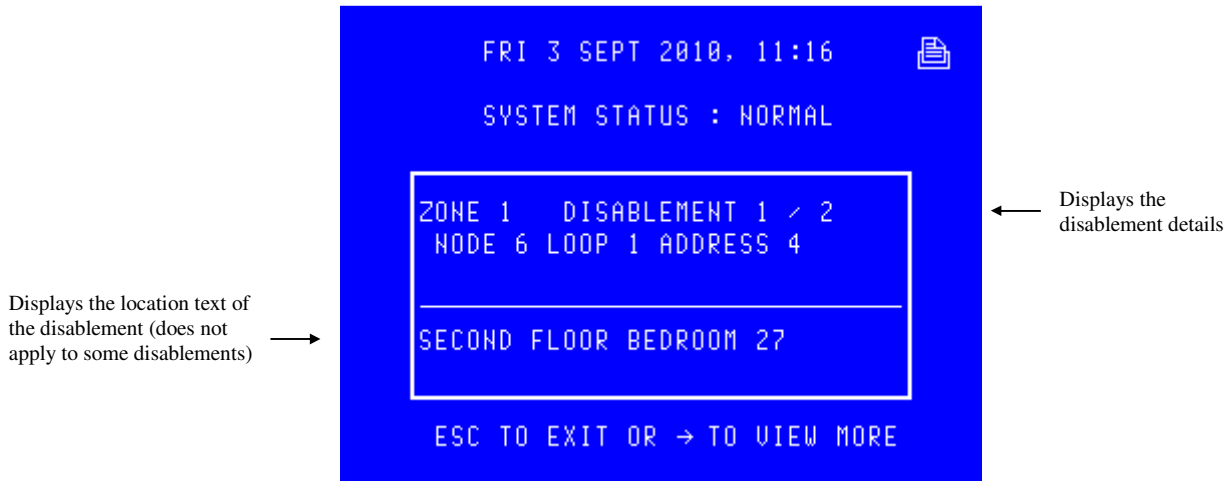 FRI 3 SEPT 2010, 11:16
SYSTEM STATUS : NORMAL
ZONE 1 DISABLEMENT 1 / 2
NODE 6 LOOP 1 ADDRESS 4
SECOND FLOOR BEDROOM 27
ESC TO EXIT OR → TO VIEW MORE
Displays the
disablement details
Displays the location text of
the disablement (does not
apply to some disablements)